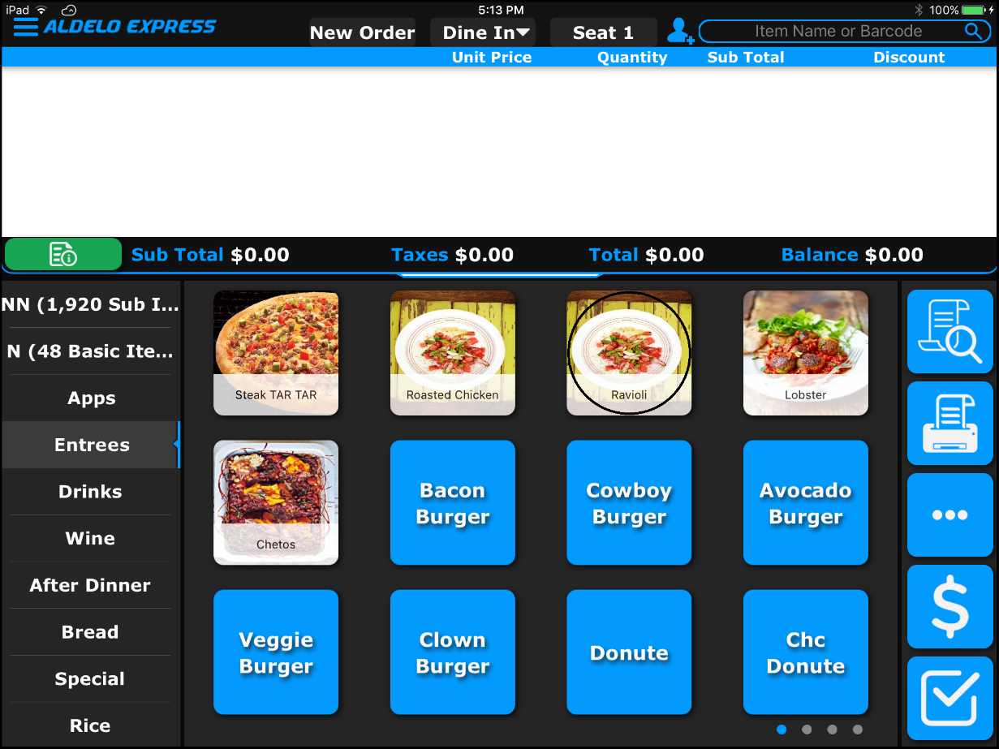 iPad 5:13 PM 100%
ALDELO EXPRESS New Order Dine In Seat 1 Item Name or Barcode
Unit Price Quantity Sub Total Discount
Sub Total $0.00 Taxes $0.00 Total $0.00 Balance $0.00
NN (1,920 Sub I...
N (48 Basic Ite...
Apps
Entrees
Drinks
Wine
After Dinner
Bread
Special
Rice
Steak TAR TAR
Roasted Chicken
Ravioli
Lobster
Chetos
Bacon
Burger
Cowboy
Burger
Avocado
Burger
Veggie
Burger
Clown
Burger
Donute
Chc
Donute